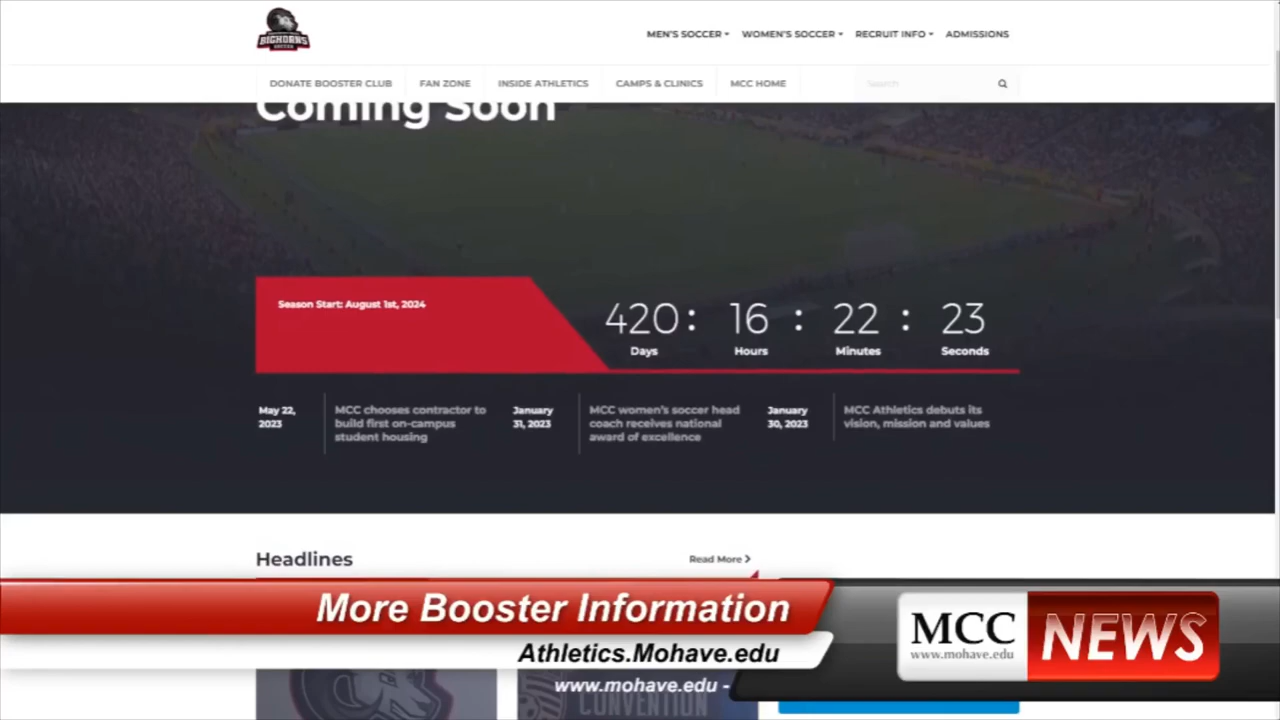 BIGHORNS
SOCCER
MEN'S SOCCER
WOMEN'S SOCCER
RECRUIT INFO
ADMISSIONS
DONATE BOOSTER CLUB
FAN ZONE
INSIDE ATHLETICS
CAMPS & CLINICS
MCC HOME
Search
Coming Soon
Season Start: August 1st, 2024
420 : 16 : 22 : 23
Days Hours Minutes Seconds
May 22,
2023
MCC chooses contractor to
build first on-campus
student housing
January
31, 2023
MCC women's soccer head
coach receives national
award of excellence
January
30, 2023
MCC Athletics debuts its
vision, mission and values
Headlines
Read More
More Booster Information
Athletics.Mohave.edu
www.mohave.edu -
MCC
www.mohave.edu
NEWS
CONVENTION